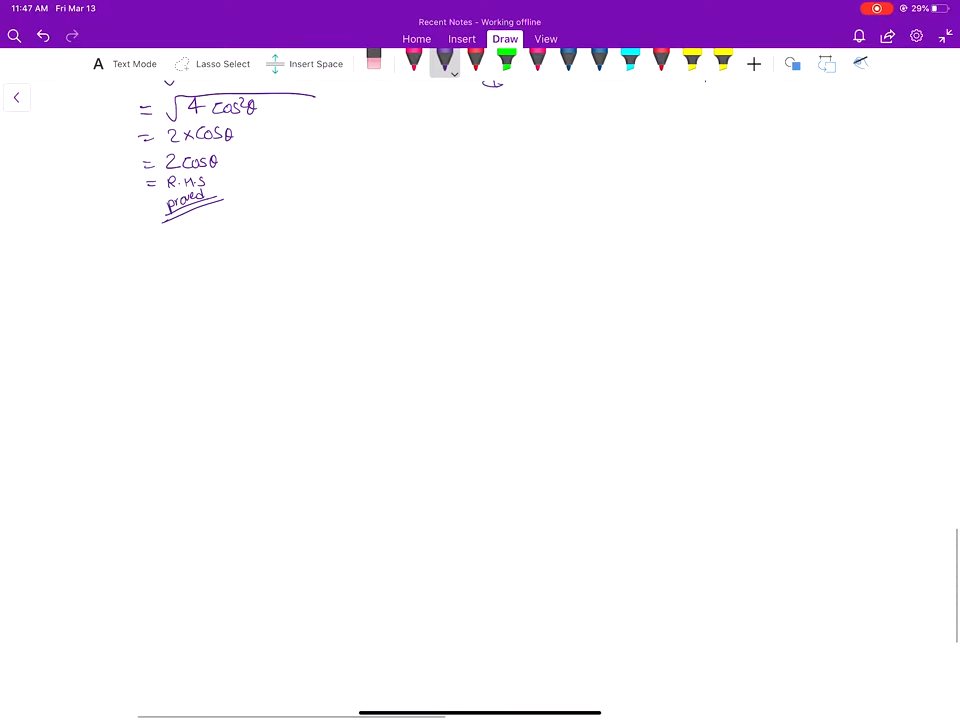 11:47 AM Fri Mar 13
29%
Recent Notes - Working offline
Home Insert Draw View
A Text Mode Lasso Select Insert Space
= √4 cos²θ
= 2×cosθ
= 2cosθ
= R.H.S
proved